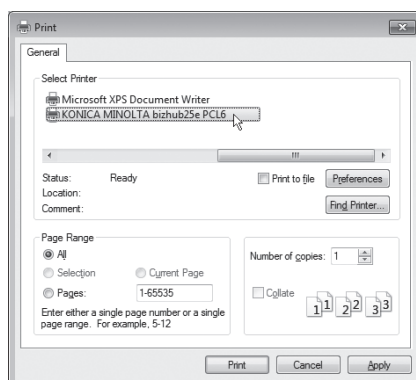 Print
General
Select Printer
Microsoft XPS Document Writer
KONICA MINOLTA bizhub25e PCL6
Status: Ready
Print to file
Preferences
Location:
Comment:
Find Printer...
Page Range
All
Selection
Current Page
Pages: 1-65535
Enter either a single page number or a single
page range. For example, 5-12
Number of copies: 1
Collate
1 1 2 2 3 3
Print
Cancel
Apply